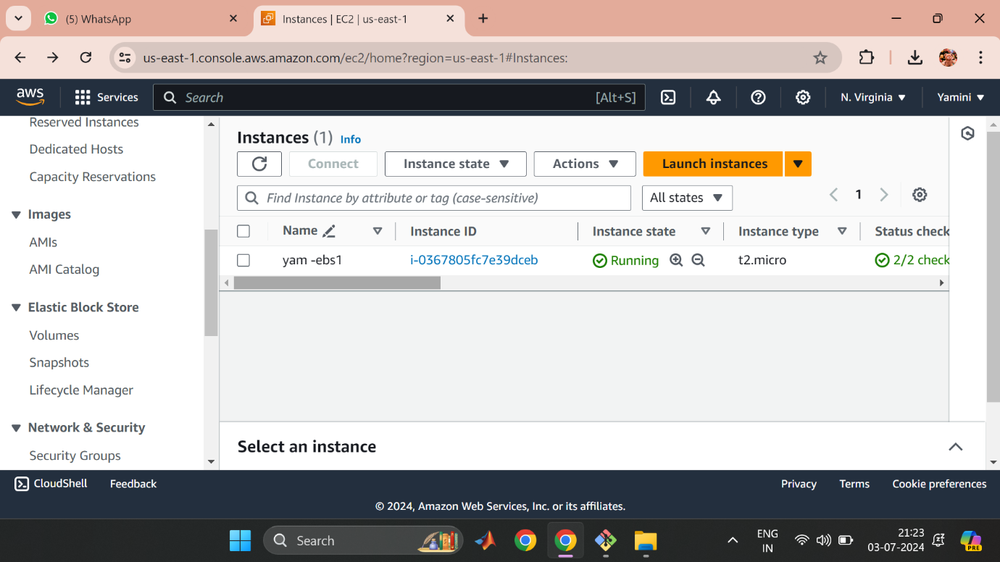 (5) WhatsApp
Instances | EC2 | us-east-1
us-east-1.console.aws.amazon.com/ec2/home?region=us-east-1#Instances:
aws
Services
Search
[Alt+S]
N. Virginia
Yamini
Reserved Instances
Dedicated Hosts
Capacity Reservations
Images
AMIs
AMI Catalog
Elastic Block Store
Volumes
Snapshots
Lifecycle Manager
Network & Security
Security Groups
Instances (1) Info
Connect
Instance state
Actions
Launch instances
Find Instance by attribute or tag (case-sensitive)
All states
1
Name
Instance ID
Instance state
Instance type
Status check
yam -ebs1
i-0367805fc7e39dceb
Running
t2.micro
2/2 check
Select an instance
CloudShell
Feedback
Privacy
Terms
Cookie preferences
© 2024, Amazon Web Services, Inc. or its affiliates.
Search
ENG
IN
21:23
03-07-2024
PRE